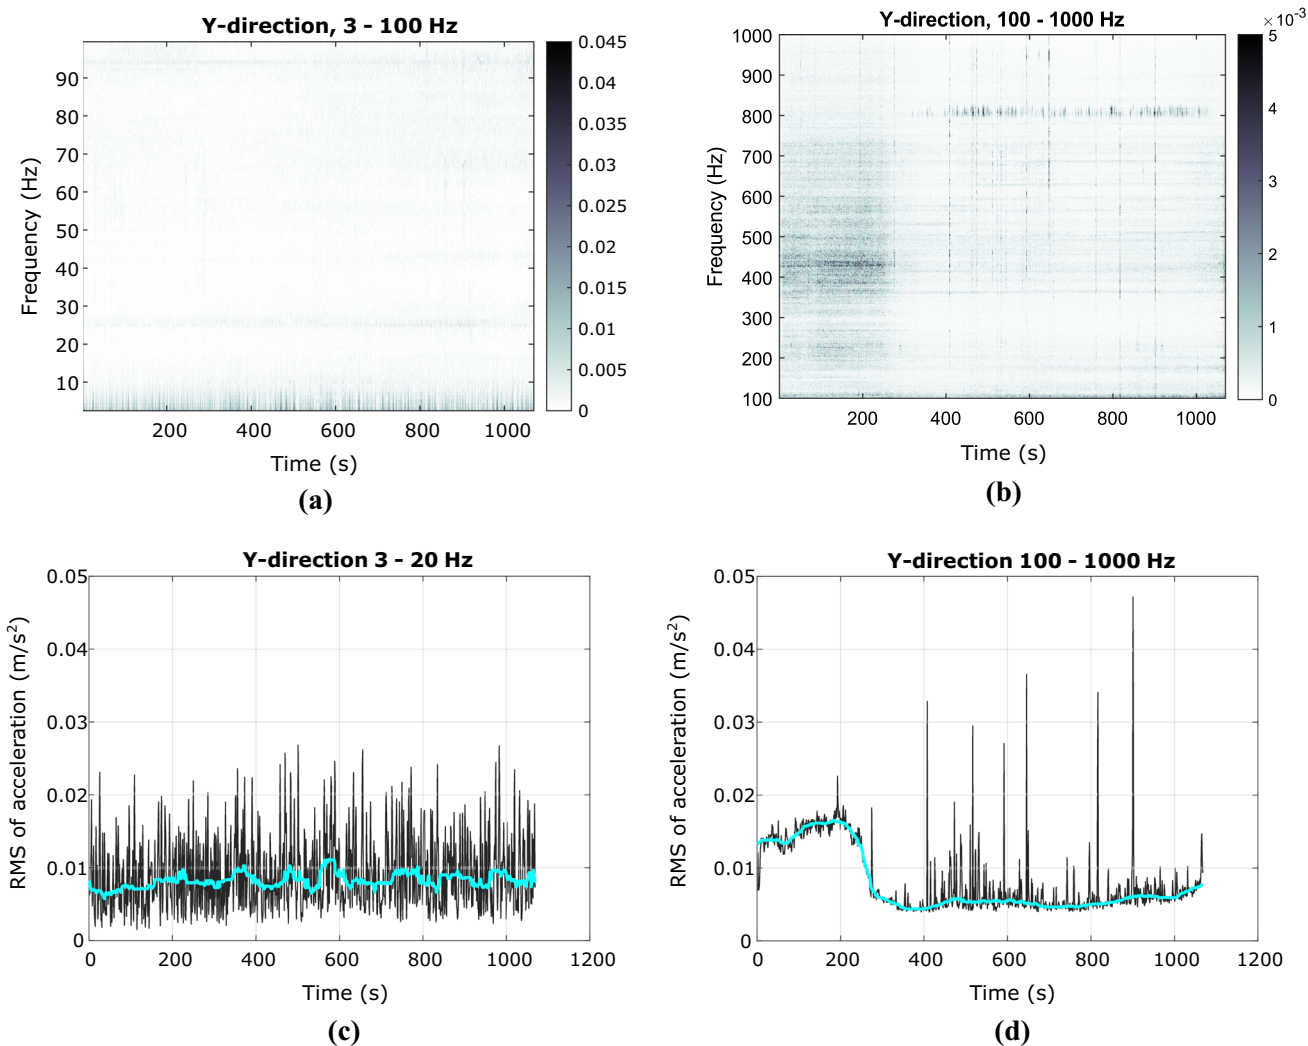 Y-direction, 3 - 100 Hz
Frequency (Hz)
90
80
70
60
50
40
30
20
10
200 400 600 800 1000
Time (s)
0.045
0.04
0.035
0.03
0.025
0.02
0.015
0.01
0.005
0
(a)
Y-direction, 100 - 1000 Hz
×10⁻³
Frequency (Hz)
1000
900
800
700
600
500
400
300
200
100
200 400 600 800 1000
Time (s)
5
4
3
2
1
0
(b)
Y-direction 3 - 20 Hz
RMS of acceleration (m/s²)
0.05
0.04
0.03
0.02
0.01
0
0 200 400 600 800 1000 1200
Time (s)
(c)
Y-direction 100 - 1000 Hz
RMS of acceleration (m/s²)
0.05
0.04
0.03
0.02
0.01
0
0 200 400 600 800 1000 1200
Time (s)
(d)